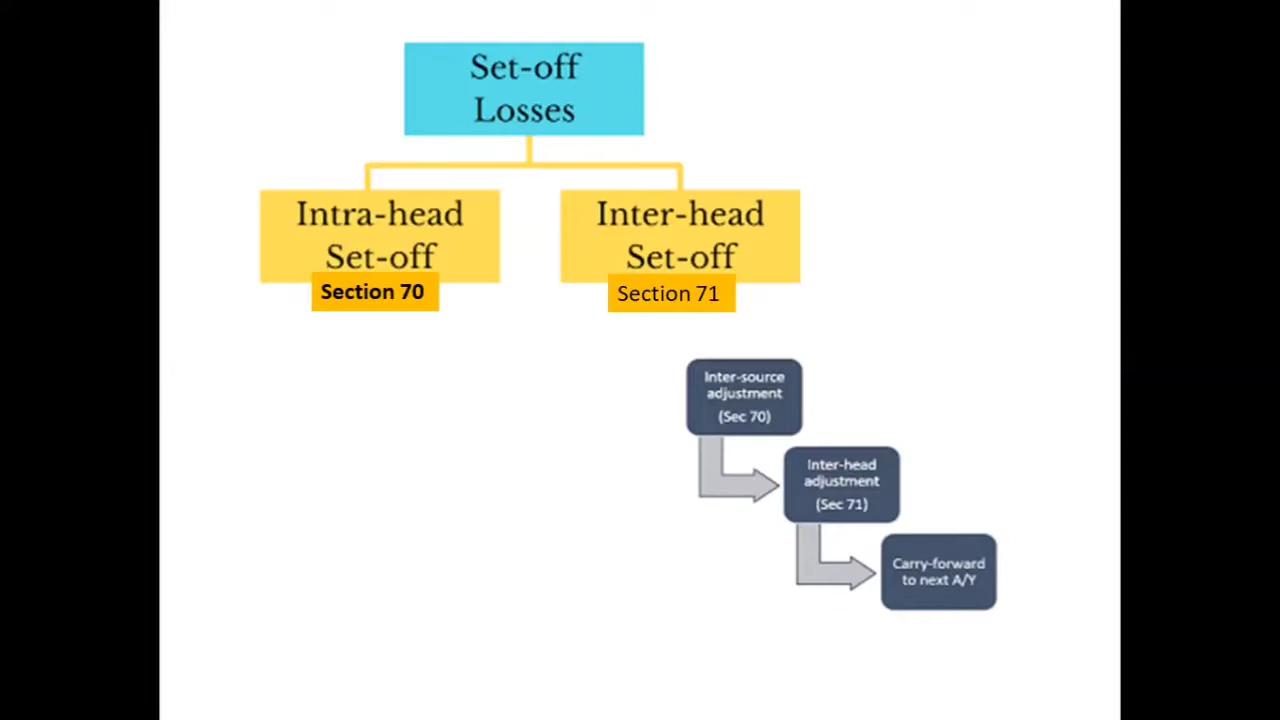 Set-off
Losses
Intra-head
Set-off
Section 70
Inter-head
Set-off
Section 71
Inter-source
adjustment
(Sec 70)
Inter-head
adjustment
(Sec 71)
Carry-forward
to next A/Y